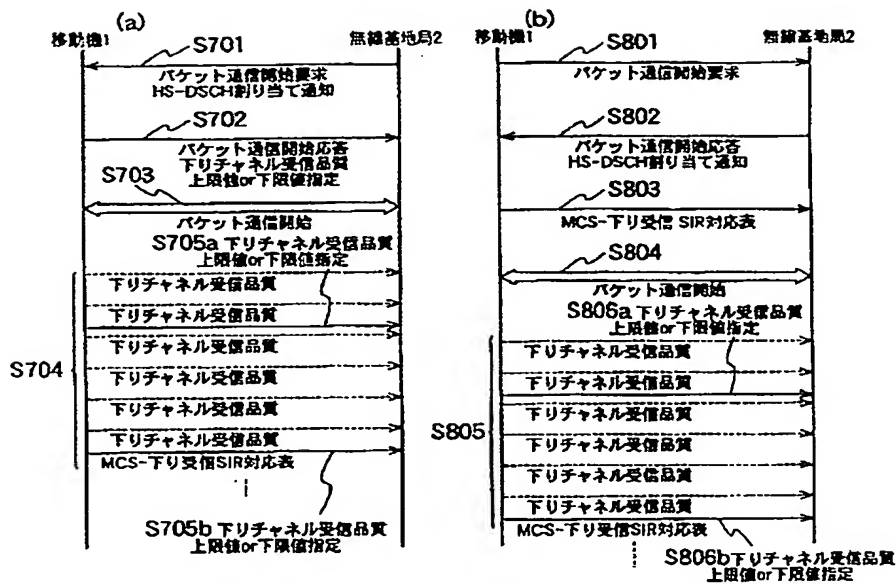 (a)
移動機1
S701
無線基地局2
パケット通信開始要求
HS-DSCH割り当て通知
S702
パケット通信開始応答
下りチャネル受信品質
上限値or下限値指定
S703
パケット通信開始
S705a 下りチャネル受信品質
上限値or下限値指定
下りチャネル受信品質
下りチャネル受信品質
下りチャネル受信品質
S704
下りチャネル受信品質
下りチャネル受信品質
下りチャネル受信品質
MCS-下り受信SIR対応表
S705b 下りチャネル受信品質
上限値or下限値指定
(b)
移動機1
S801
無線基地局2
パケット通信開始要求
S802
パケット通信開始応答
HS-DSCH割り当て通知
S803
MCS-下り受信 SIR対応表
S804
パケット通信開始
S806a 下りチャネル受信品質
上限値or下限値指定
下りチャネル受信品質
下りチャネル受信品質
下りチャネル受信品質
S805
下りチャネル受信品質
下りチャネル受信品質
下りチャネル受信品質
MCS-下り受信SIR対応表
S806b下りチャネル受信品質
上限値or下限値指定